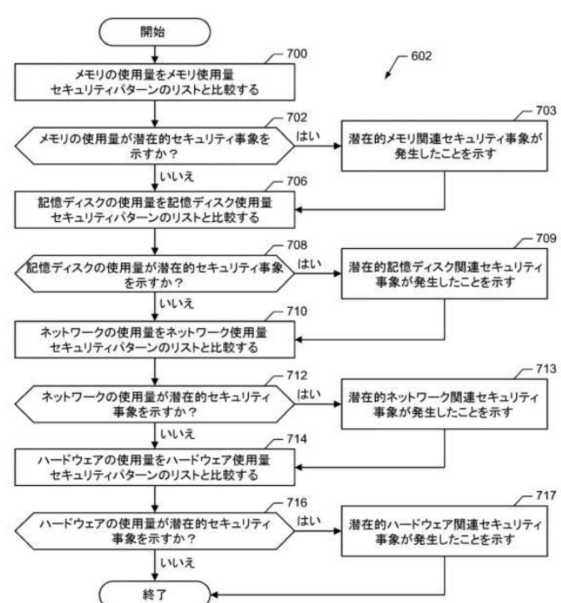 開始
700
602
メモリの使用量をメモリ使用量
セキュリティパターンのリストと比較する
702
703
メモリの使用量が潜在的セキュリティ事象を
示すか？
はい
潜在的メモリ関連セキュリティ事象が
発生したことを示す
いいえ
706
記憶ディスクの使用量を記憶ディスク使用量
セキュリティパターンのリストと比較する
708
709
記憶ディスクの使用量が潜在的セキュリティ事象
を示すか？
はい
潜在的記憶ディスク関連セキュリティ
事象が発生したことを示す
いいえ
710
ネットワークの使用量をネットワーク使用量
セキュリティパターンのリストと比較する
712
713
ネットワークの使用量が潜在的セキュリティ
事象を示すか？
はい
潜在的ネットワーク関連セキュリティ
事象が発生したことを示す
いいえ
714
ハードウェアの使用量をハードウェア使用量
セキュリティパターンのリストと比較する
716
717
ハードウェアの使用量が潜在的セキュリティ
事象を示すか？
はい
潜在的ハードウェア関連セキュリティ
事象が発生したことを示す
いいえ
終了